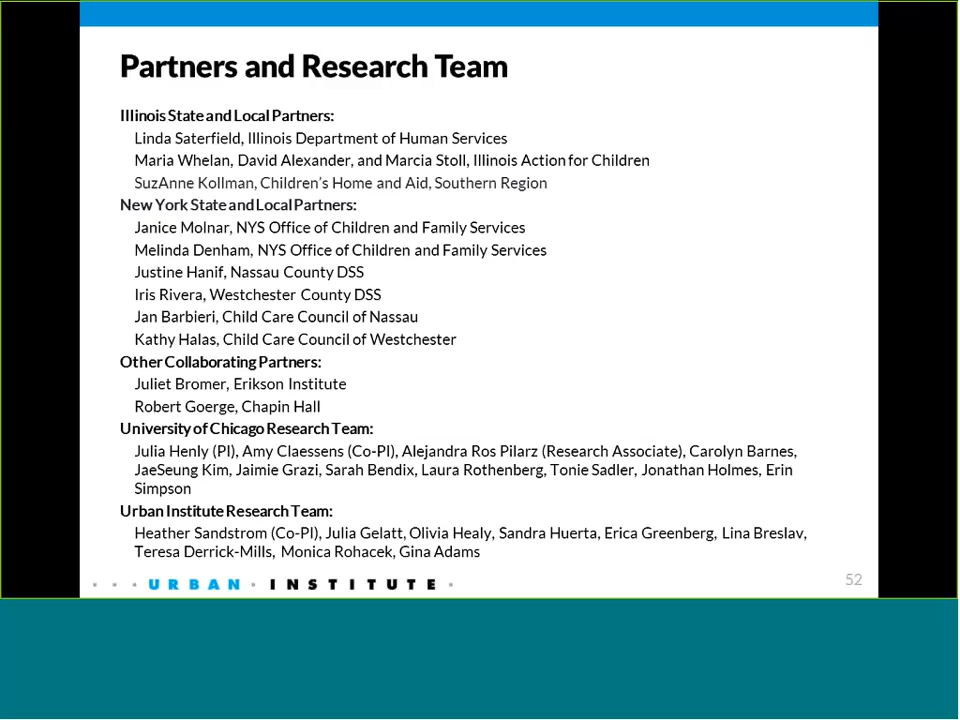 Partners and Research Team
Illinois State and Local Partners:
Linda Saterfield, Illinois Department of Human Services
Maria Whelan, David Alexander, and Marcia Stoll, Illinois Action for Children
SuzAnne Kollman, Children's Home and Aid, Southern Region
New York State and Local Partners:
Janice Molnar, NYS Office of Children and Family Services
Melinda Denham, NYS Office of Children and Family Services
Justine Hanif, Nassau County DSS
Iris Rivera, Westchester County DSS
Jan Barbieri, Child Care Council of Nassau
Kathy Halas, Child Care Council of Westchester
Other Collaborating Partners:
Juliet Bromer, Erikson Institute
Robert Goerge, Chapin Hall
University of Chicago Research Team:
Julia Henly (PI), Amy Claessens (Co-PI), Alejandra Ros Pilarz (Research Associate), Carolyn Barnes,
JaeSeung Kim, Jaimie Grazi, Sarah Bendix, Laura Rothenberg, Tonie Sadler, Jonathan Holmes, Erin
Simpson
Urban Institute Research Team:
Heather Sandstrom (Co-PI), Julia Gelatt, Olivia Healy, Sandra Huerta, Erica Greenberg, Lina Breslav,
Teresa Derrick-Mills, Monica Rohacek, Gina Adams
URBAN INSTITUTE
52